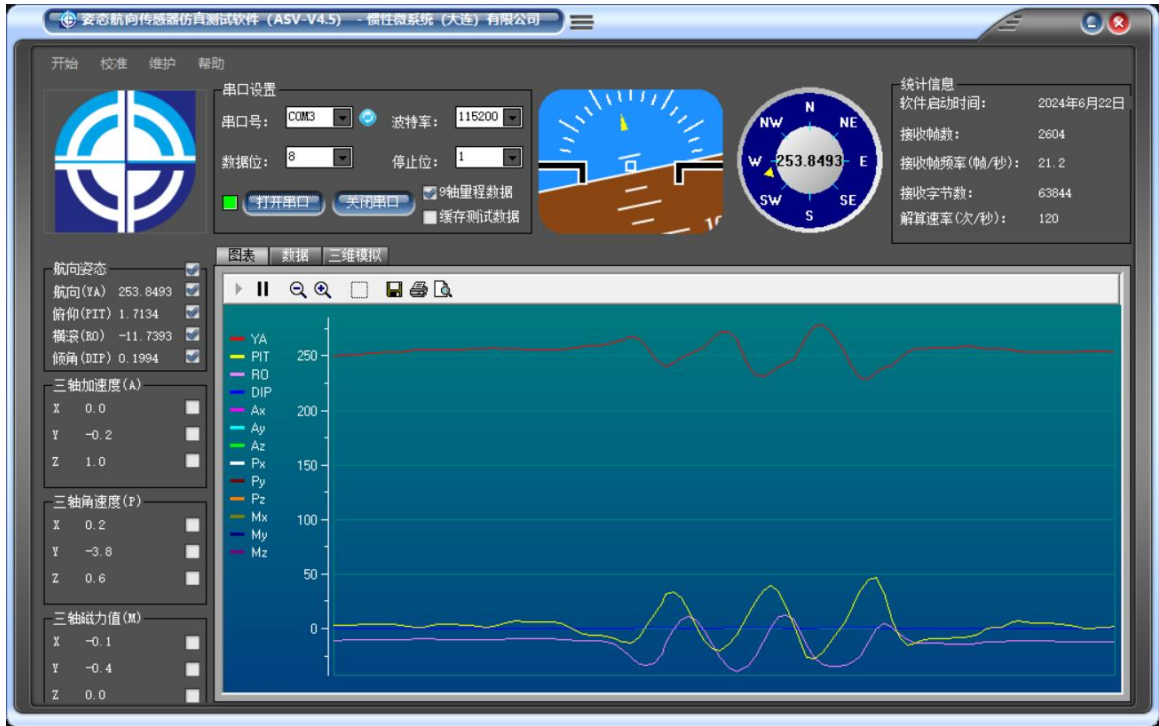 姿态航向传感器仿真测试软件（ASV-V4.5） - 惯性微系统（大连）有限公司
开始 校准 维护 帮助
串口设置
串口号: COM3 波特率: 115200
数据位: 8 停止位: 1
打开串口 关闭串口 9轴里程数据
缓存测试数据
N
NE
E
SE
S
SW
W
NW
253.8493
统计信息
软件启动时间: 2024年6月22日
接收帧数: 2604
接收帧频率(帧/秒): 21.2
接收字节数: 63844
解算速率(次/秒): 120
航向姿态
航向(YA) 253.8493
俯仰(PIT) 1.7134
横滚(RO) -11.7393
倾角(DIP) 0.1994
三轴加速度(A)
X 0.0
Y -0.2
Z 1.0
三轴角速度(P)
X 0.2
Y -3.8
Z 0.6
三轴磁力值(M)
X -0.1
Y -0.4
Z 0.0
图表 数据 三维模拟
YA
PIT
RO
DIP
Ax
Ay
Az
Px
Py
Pz
Mx
My
Mz
250
200
150
100
50
0